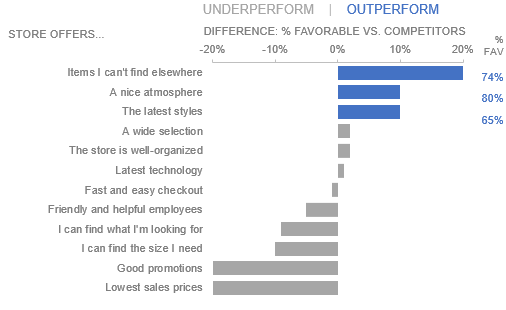 UNDERPERFORM | OUTPERFORM
STORE OFFERS...
DIFFERENCE: % FAVORABLE VS. COMPETITORS
% FAV
-20% -10% 0% 10% 20%
Items I can't find elsewhere 74%
A nice atmosphere 80%
The latest styles 65%
A wide selection
The store is well-organized
Latest technology
Fast and easy checkout
Friendly and helpful employees
I can find what I'm looking for
I can find the size I need
Good promotions
Lowest sales prices